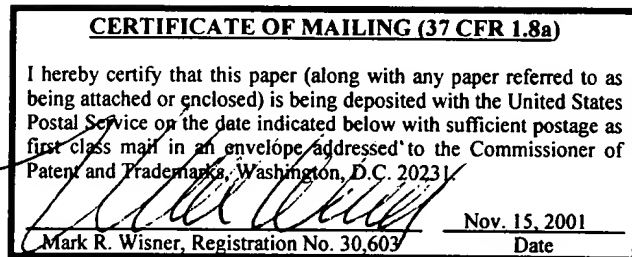 CERTIFICATE OF MAILING (37 CFR 1.8a)
I hereby certify that this paper (along with any paper referred to as
being attached or enclosed) is being deposited with the United States
Postal Service on the date indicated below with sufficient postage as
first class mail in an envelope addressed to the Commissioner of
Patent and Trademarks, Washington, D.C. 20231.
Nov. 15, 2001
Mark R. Wisner, Registration No. 30,603
Date